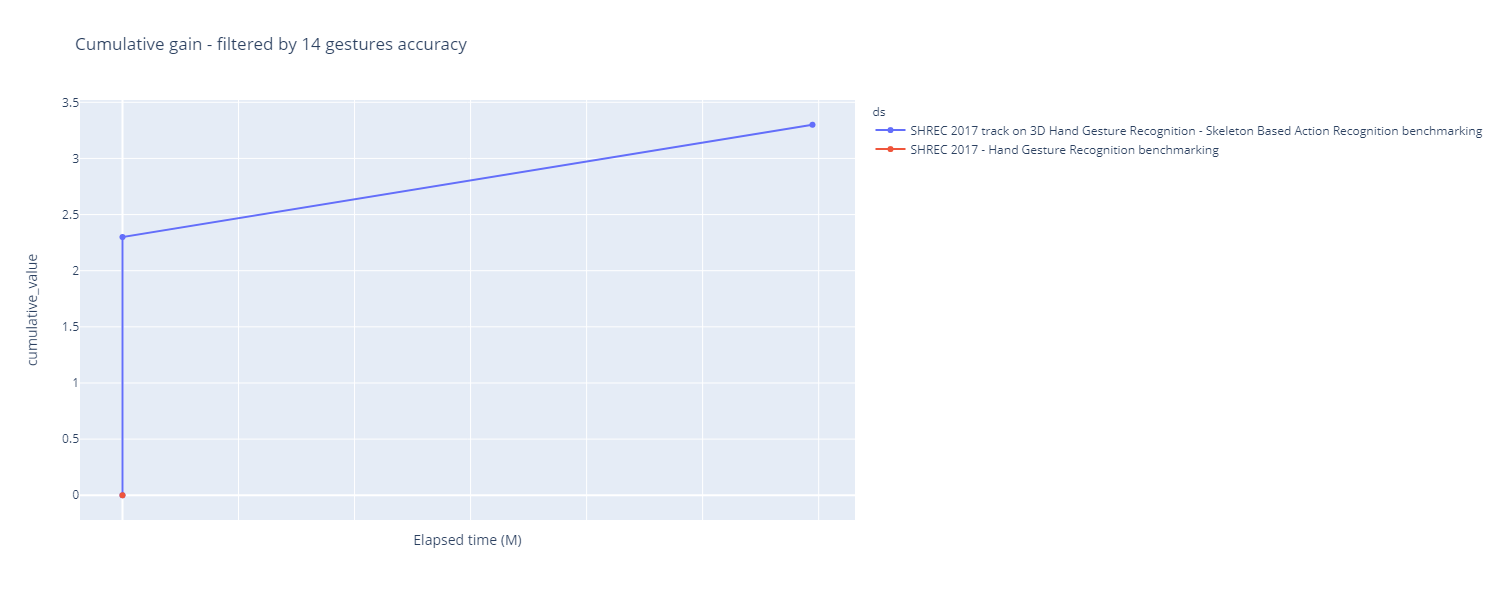 Cumulative gain - filtered by 14 gestures accuracy
3.5
3
2.5
2
1.5
1
0.5
0
cumulative_value
Elapsed time (M)
ds
SHREC 2017 track on 3D Hand Gesture Recognition - Skeleton Based Action Recognition benchmarking
SHREC 2017 - Hand Gesture Recognition benchmarking